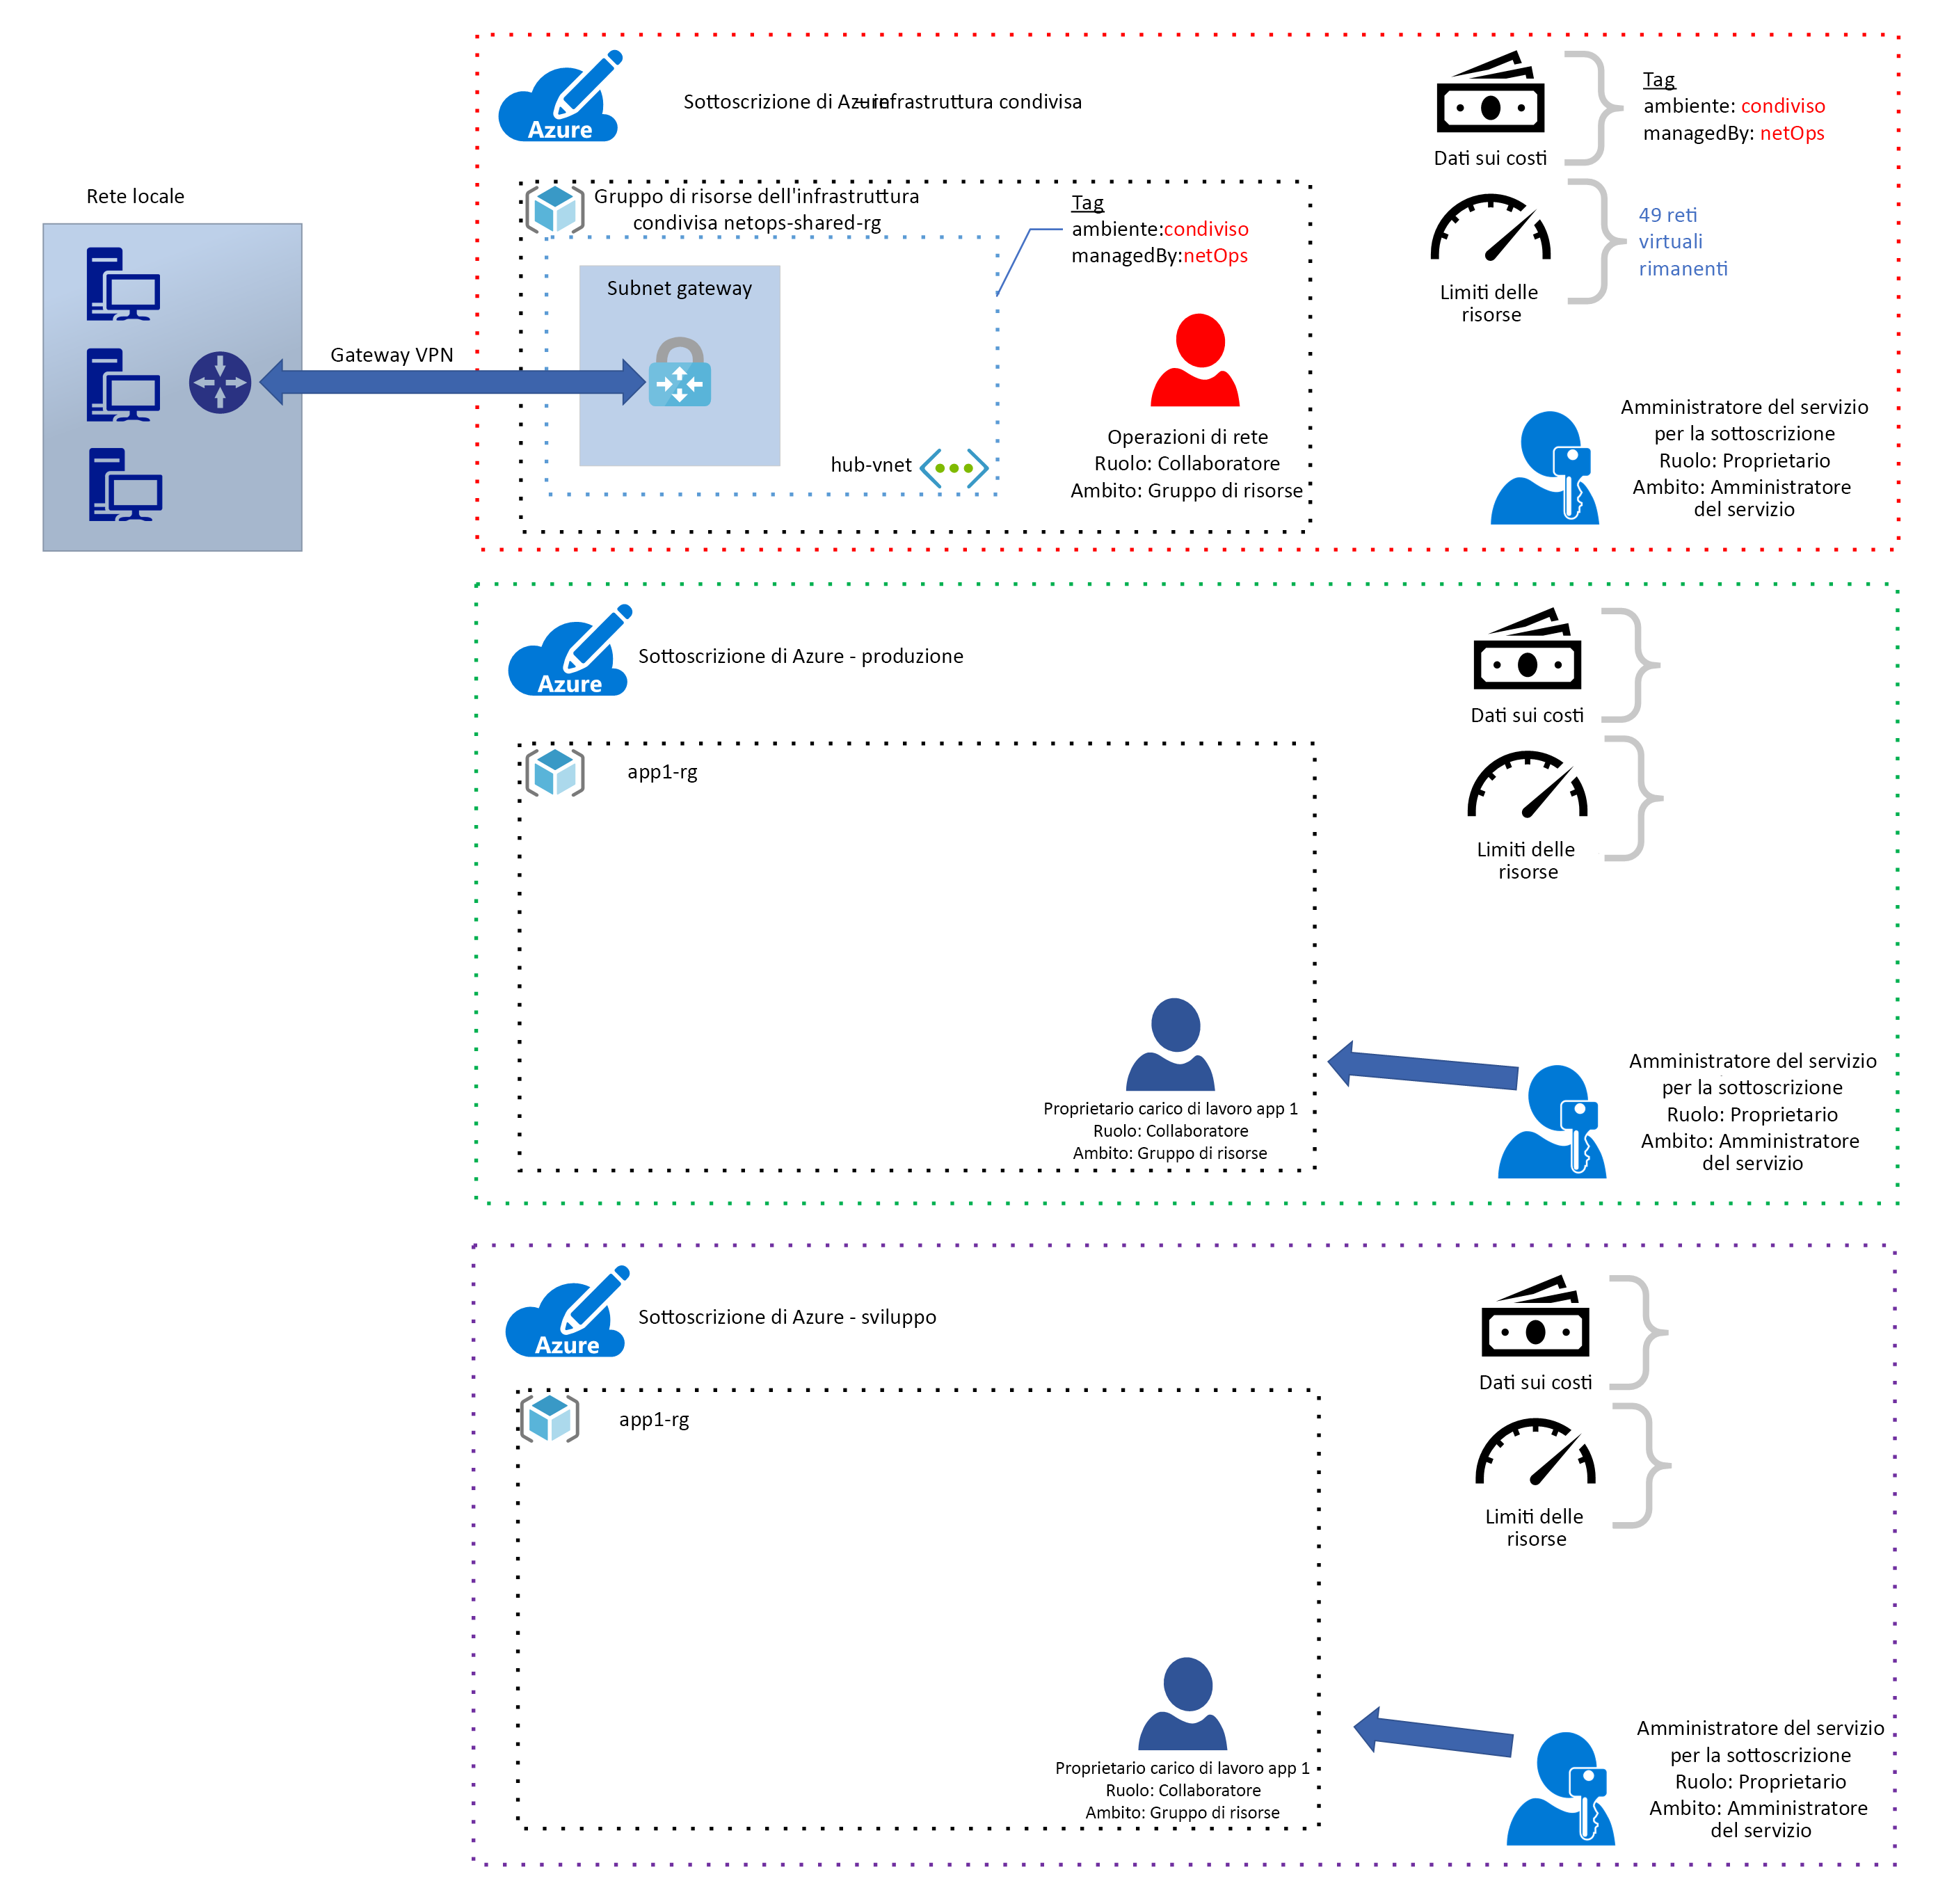 Azure
Sottoscrizione di Azure – infrastruttura condivisa
Dati sui costi
Tag
ambiente: condiviso
managedBy: netOps
Rete locale
Gruppo di risorse dell'infrastruttura
condivisa netops-shared-rg
Tag
ambiente:condiviso
managedBy:netOps
49 reti
virtuali
rimanenti
Limiti delle
risorse
Subnet gateway
Gateway VPN
hub-vnet
Operazioni di rete
Ruolo: Collaboratore
Ambito: Gruppo di risorse
Amministratore del servizio
per la sottoscrizione
Ruolo: Proprietario
Ambito: Amministratore
del servizio
Azure
Sottoscrizione di Azure - produzione
Dati sui costi
app1-rg
Limiti delle
risorse
Proprietario carico di lavoro app 1
Ruolo: Collaboratore
Ambito: Gruppo di risorse
Amministratore del servizio
per la sottoscrizione
Ruolo: Proprietario
Ambito: Amministratore
del servizio
Azure
Sottoscrizione di Azure - sviluppo
Dati sui costi
app1-rg
Limiti delle
risorse
Proprietario carico di lavoro app 1
Ruolo: Collaboratore
Ambito: Gruppo di risorse
Amministratore del servizio
per la sottoscrizione
Ruolo: Proprietario
Ambito: Amministratore
del servizio